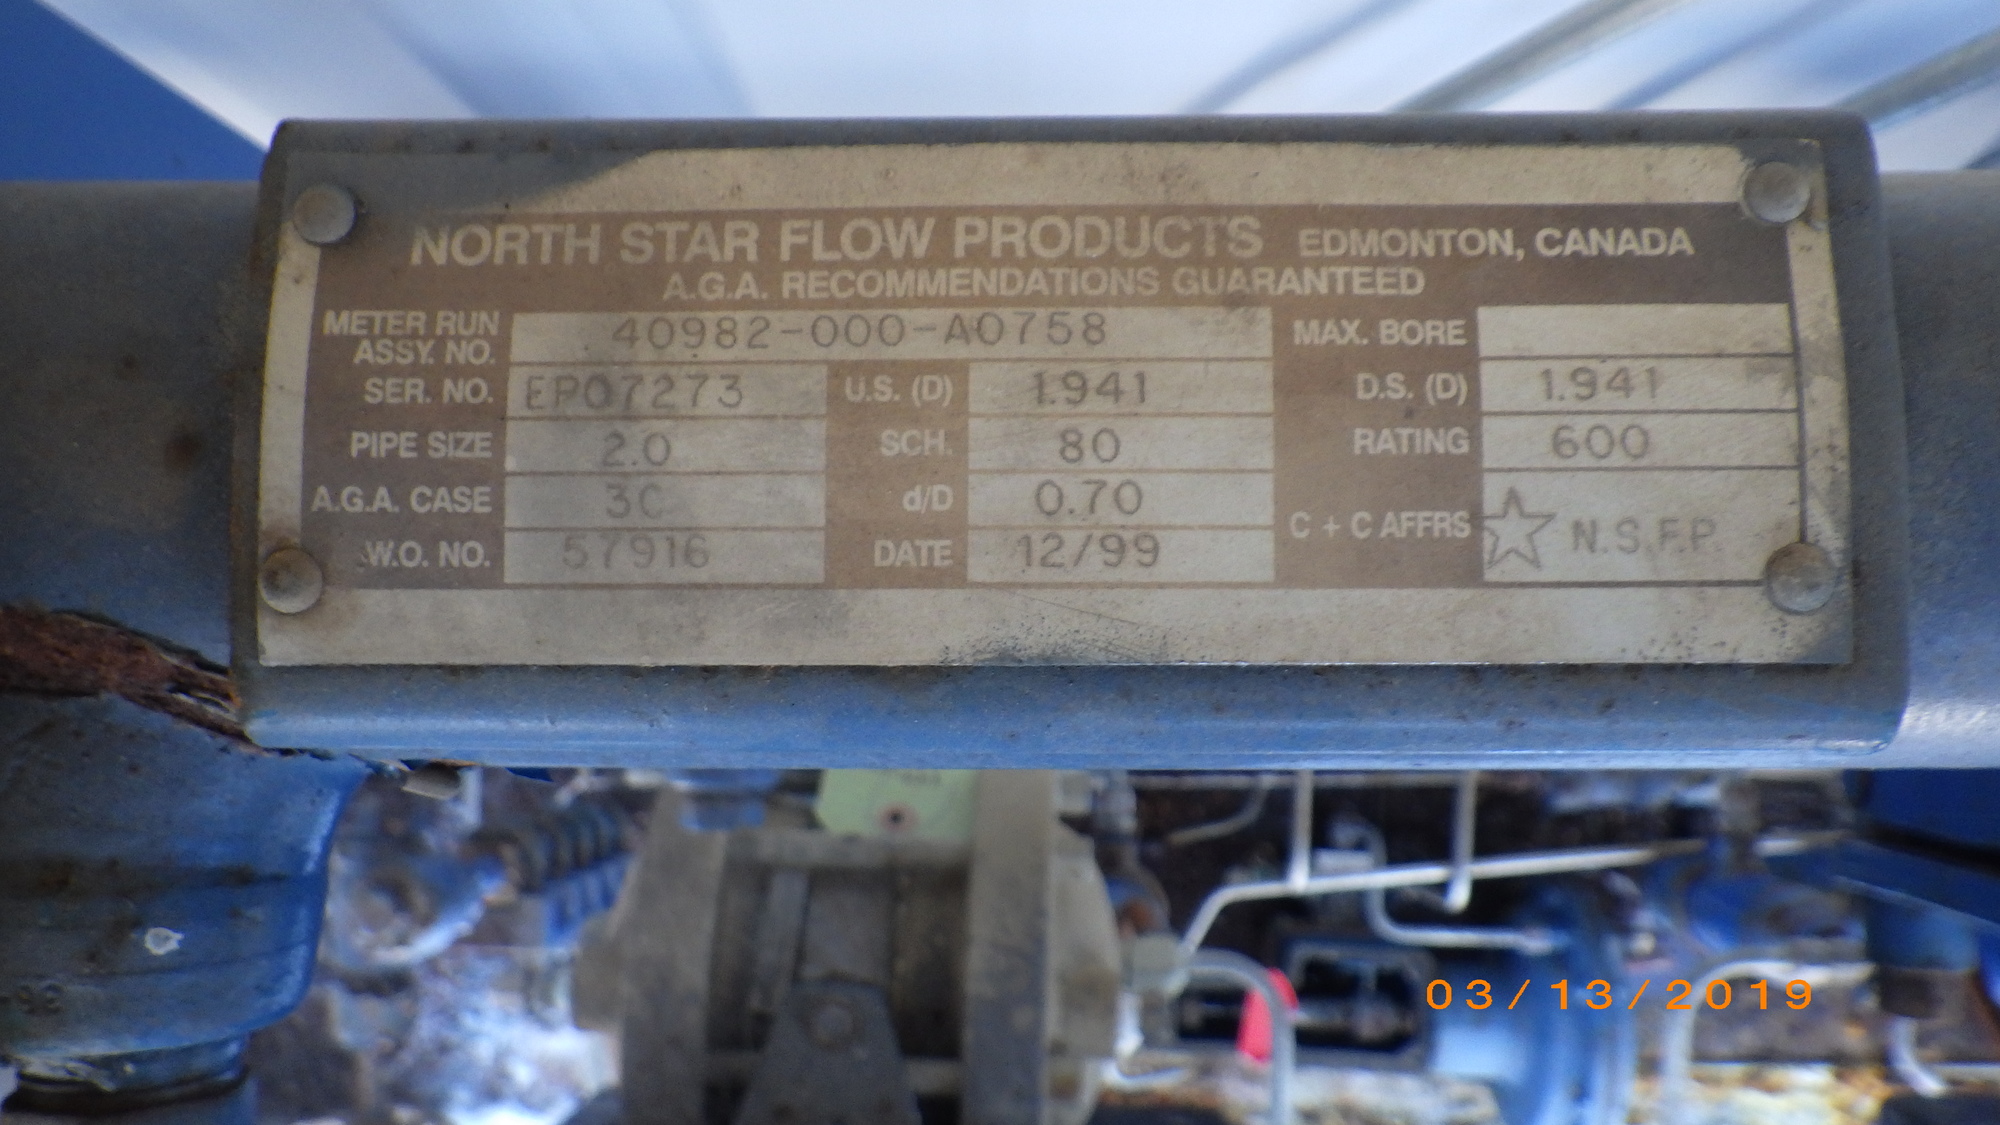 NORTH STAR FLOW PRODUCTS EDMONTON, CANADA
A.G.A. RECOMMENDATIONS GUARANTEED
METER RUN ASSY. NO. 40982-000-A0758 MAX. BORE
SER. NO. EP07273 U.S. (D) 1.941 D.S. (D) 1.941
PIPE SIZE 2.0 SCH. 80 RATING 600
A.G.A. CASE 3C d/D 0.70 C + C AFFRS N.S.F.P.
W.O. NO. 57916 DATE 12/99
03/13/2019